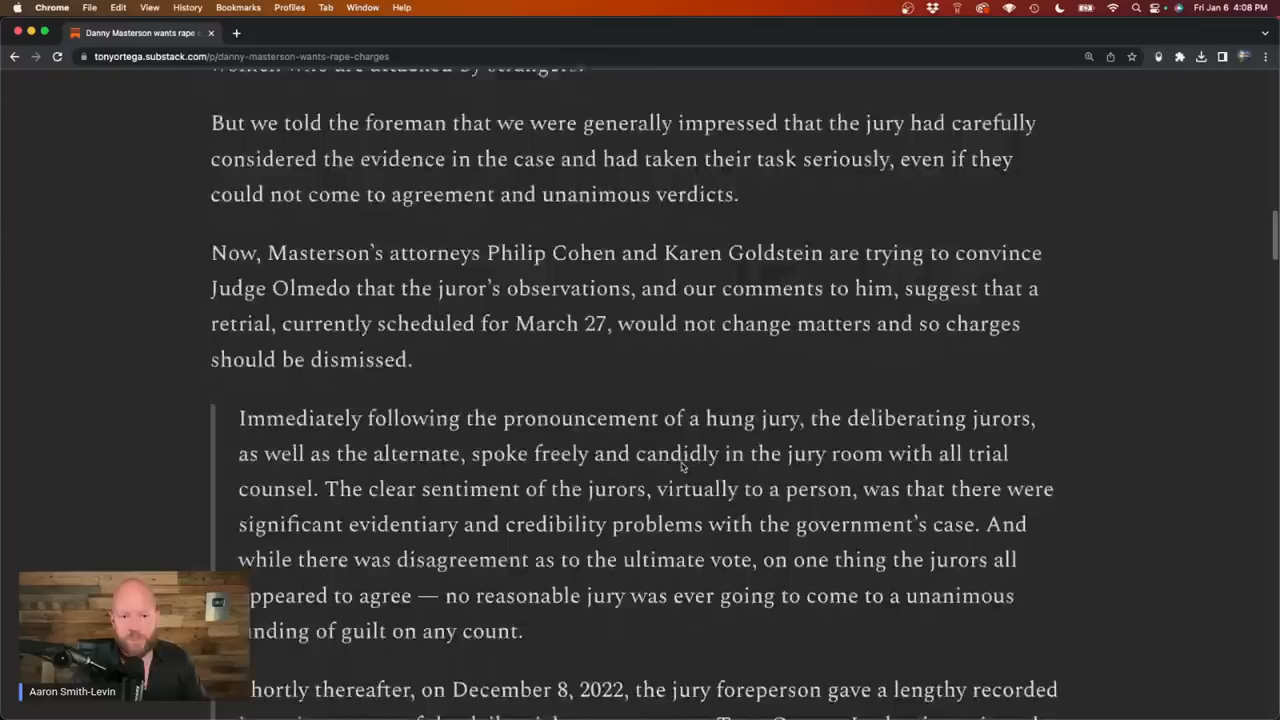 Chrome File Edit View History Bookmarks Profiles Tab Window Help
Fri Jan 6 4:08 PM
Danny Masterson wants rape c
tonyortega.substack.com/p/danny-masterson-wants-rape-charges
women who are attacked by strangers.
But we told the foreman that we were generally impressed that the jury had carefully
considered the evidence in the case and had taken their task seriously, even if they
could not come to agreement and unanimous verdicts.
Now, Masterson’s attorneys Philip Cohen and Karen Goldstein are trying to convince
Judge Olmedo that the juror’s observations, and our comments to him, suggest that a
retrial, currently scheduled for March 27, would not change matters and so charges
should be dismissed.
Immediately following the pronouncement of a hung jury, the deliberating jurors,
as well as the alternate, spoke freely and candidly in the jury room with all trial
counsel. The clear sentiment of the jurors, virtually to a person, was that there were
significant evidentiary and credibility problems with the government’s case. And
while there was disagreement as to the ultimate vote, on one thing the jurors all
ppeared to agree — no reasonable jury was ever going to come to a unanimous
nding of guilt on any count.
hortly thereafter, on December 8, 2022, the jury foreperson gave a lengthy recorded
Aaron Smith-Levin